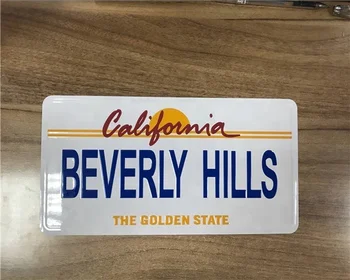 California
BEVERLY HILLS
THE GOLDEN STATE